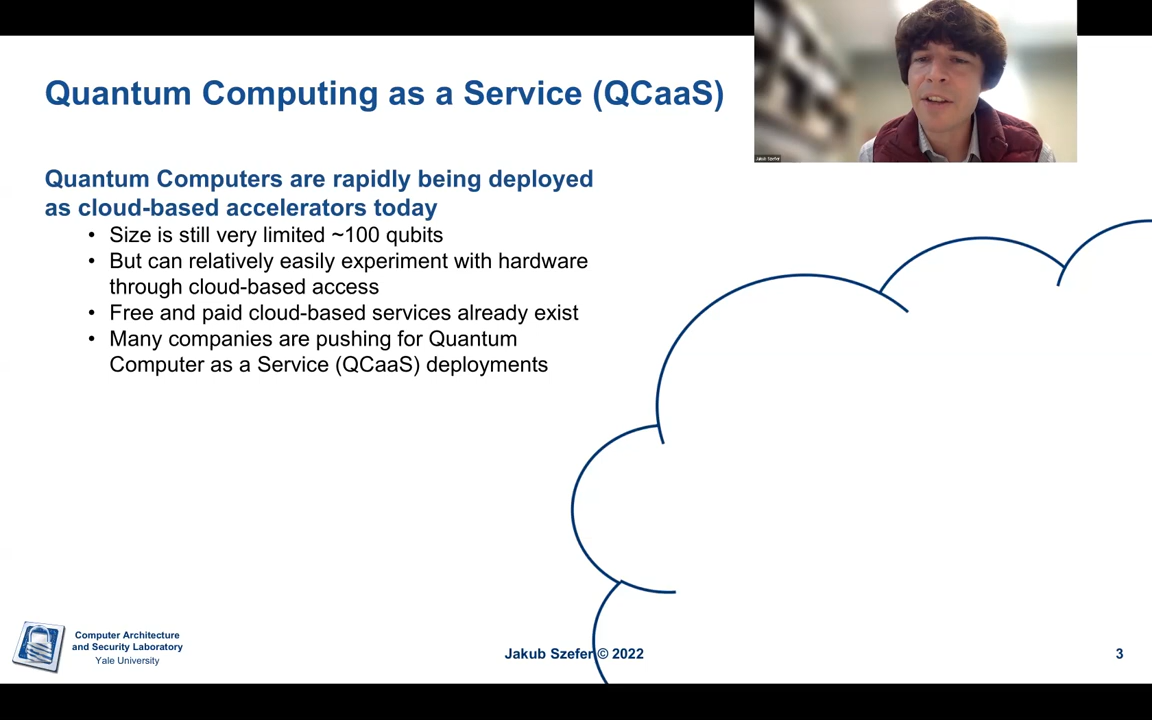 Quantum Computing as a Service (QCaaS)
Jakub Szefer
Quantum Computers are rapidly being deployed
as cloud-based accelerators today
• Size is still very limited ~100 qubits
• But can relatively easily experiment with hardware
through cloud-based access
• Free and paid cloud-based services already exist
• Many companies are pushing for Quantum
Computer as a Service (QCaaS) deployments
Computer Architecture
and Security Laboratory
Yale University
Jakub Szefer © 2022
3